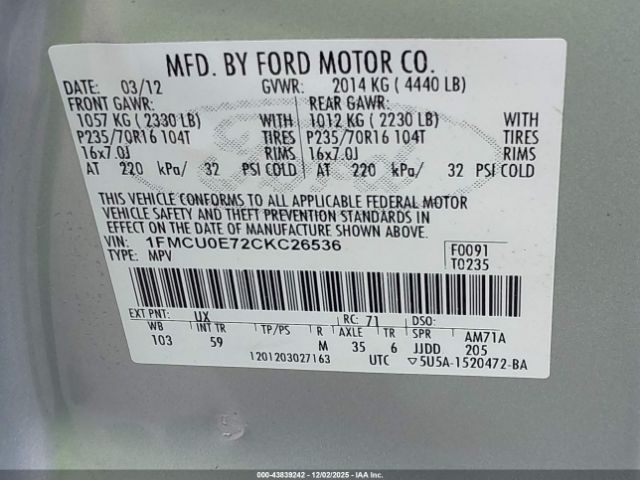 MFD. BY FORD MOTOR CO.
DATE: 03/12 GVWR: 2014 KG ( 4440 LB)
FRONT GAWR: REAR GAWR:
1057 KG ( 2330 LB) WITH 1012 KG ( 2230 LB) WITH
P235/70R16 104T TIRES P235/70R16 104T TIRES
16x7.0J RIMS 16x7.0J RIMS
AT 220 kPa/ 32 PSI COLD AT 220 kPa/ 32 PSI COLD
THIS VEHICLE CONFORMS TO ALL APPLICABLE FEDERAL MOTOR
VEHICLE SAFETY AND THEFT PREVENTION STANDARDS IN
EFFECT ON THE DATE OF MANUFACTURE SHOWN ABOVE.
VIN: 1FMCU0E72CKC26536 F0091
TYPE: MPV T0235
EXT PNT: UX RC: 71 DSO:
WB INT TR TP/PS R AXLE TR SPR AM71A
103 59 M 35 6 JJDD 205
1201203027163 UTC ▽5U5A-1520472-BA
000-43839242 - 12/02/2025 - IAA, Inc.